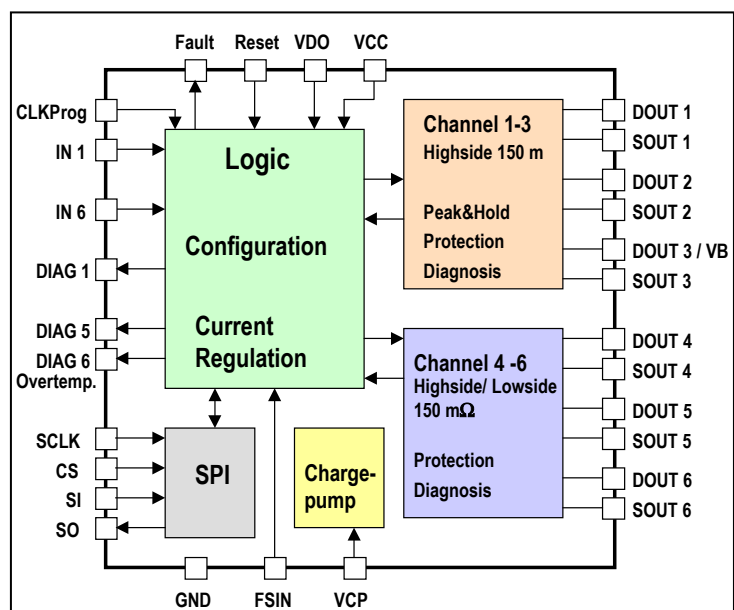 Fault Reset VDO VCC
CLKProg
IN 1
IN 6
DIAG 1
DIAG 5
DIAG 6
Overtemp.
SCLK
CS
SI
SO
Logic
Configuration
Current
Regulation
SPI
Charge-
pump
Channel 1-3
Highside 150 m
Peak&Hold
Protection
Diagnosis
Channel 4 -6
Highside/ Lowside
150 mΩ
Protection
Diagnosis
DOUT 1
SOUT 1
DOUT 2
SOUT 2
DOUT 3 / VB
SOUT 3
DOUT 4
SOUT 4
DOUT 5
SOUT 5
DOUT 6
SOUT 6
GND FSIN VCP